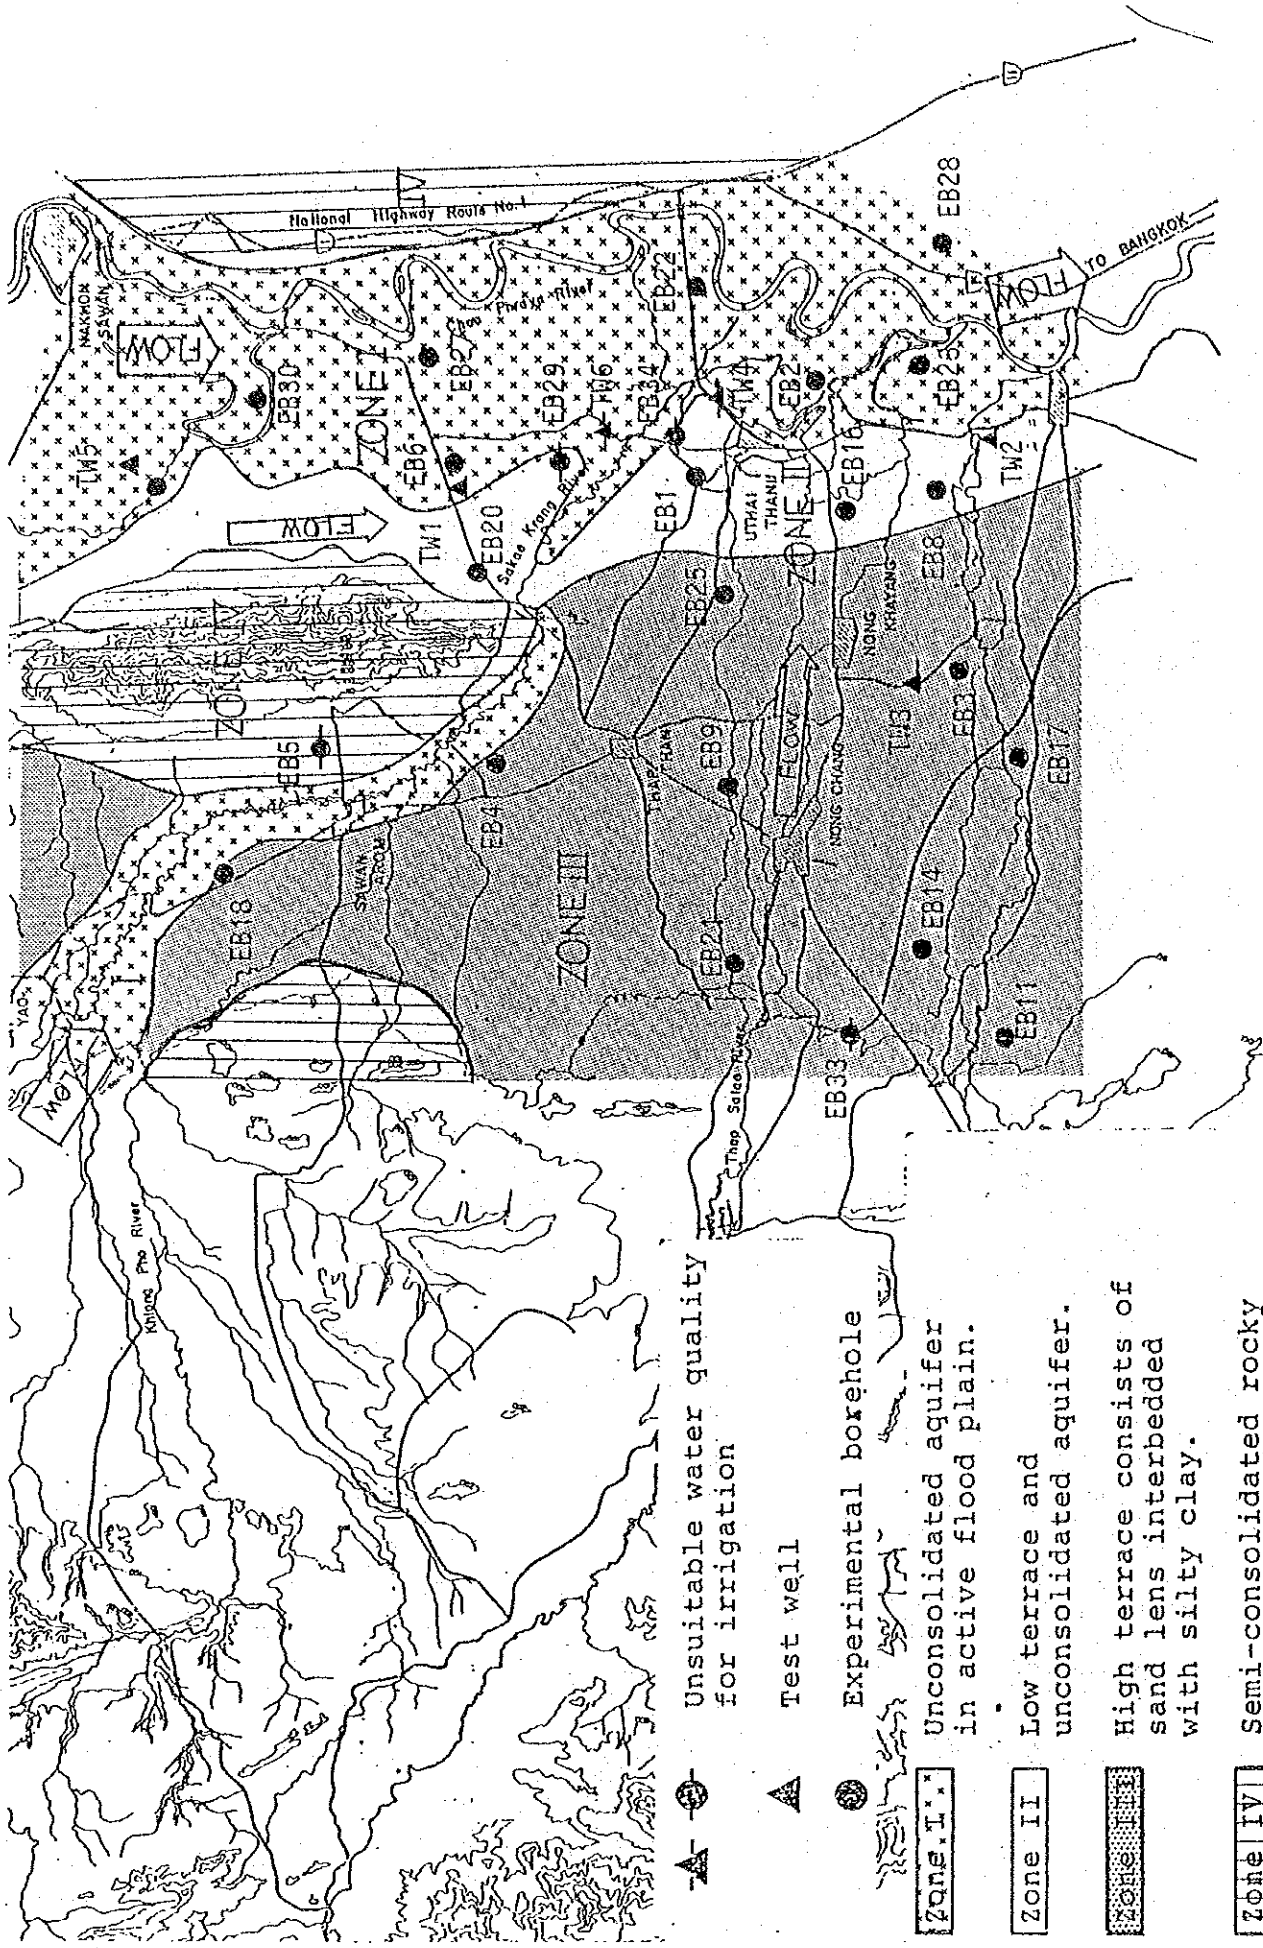 NAKHON
SAWAN
FLOW
National Highway Route No.1
IV
TW5
EB30
ZONE I
EB27
EB6
EB29
TW6
EB34
EB22
TW4
EB2
EB16
EB28
FLOW
TO BANGKOK
TW2
FLOW
TW1
EB20
Sakae Krang River
EB1
UTHAI
THANI
ZONE II
EB8
EB25
NONG
KHAYANG
EB5
EB4
THAP
THAN
EB9
FLOW
NONG CHANG
TW3
EB3
EB17
YAO
EB18
SAWAN
AROM
ZONE III
EB21
EB14
EB11
EB33
FLOW
I
Thap Salao River
Khlong Pho River
11
Unsuitable water quality
for irrigation
Test well
Experimental borehole
Zone I
Unconsolidated aquifer
in active flood plain.
Zone II
Low terrace and
unconsolidated aquifer.
Zone III
High terrace consists of
sand lens interbedded
with silty clay.
Zone IV
Semi-consolidated rocky